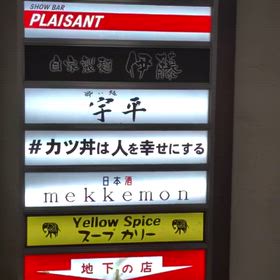 SHOW BAR
PLAISANT
自家製麺 伊藤
宇平
#カツ丼は人を幸せにする
日本酒
mekkemon
Yellow Spice
スープカリー
地下の店